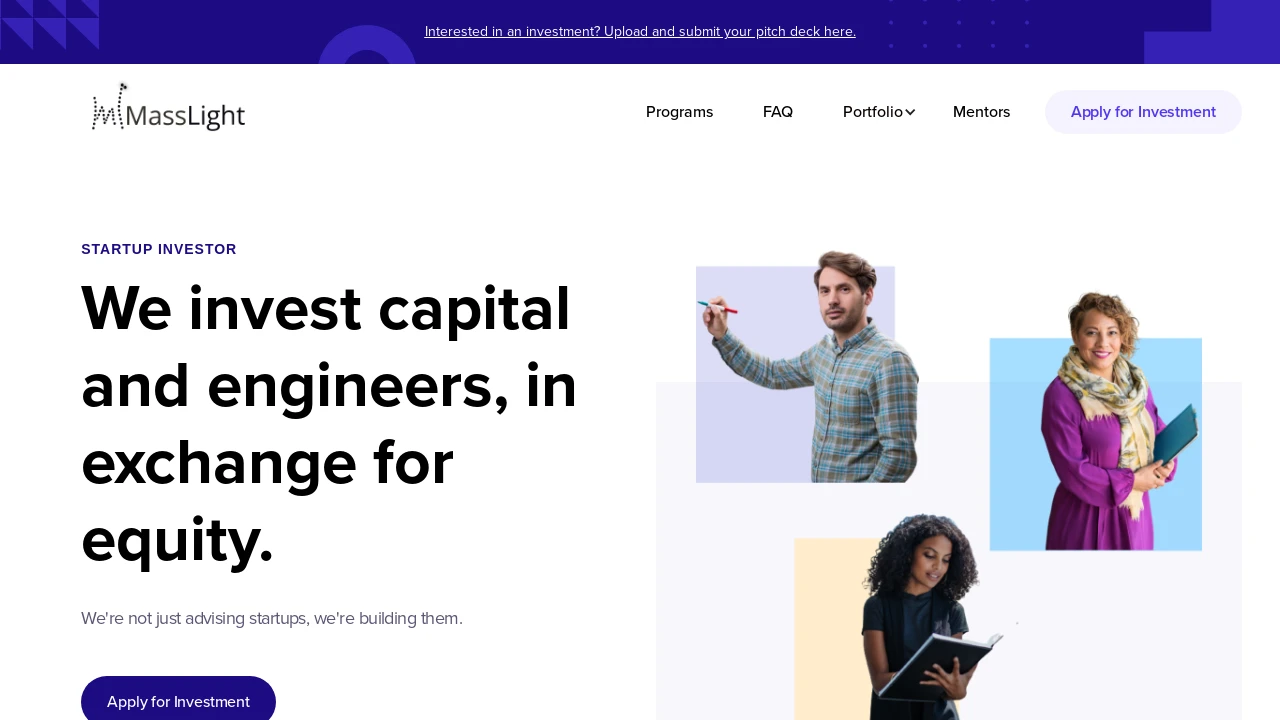 Interested in an investment? Upload and submit your pitch deck here.
MassLight
Programs
FAQ
Portfolio
Mentors
Apply for Investment
STARTUP INVESTOR
We invest capital
and engineers, in
exchange for
equity.
We're not just advising startups, we're building them.
Apply for Investment